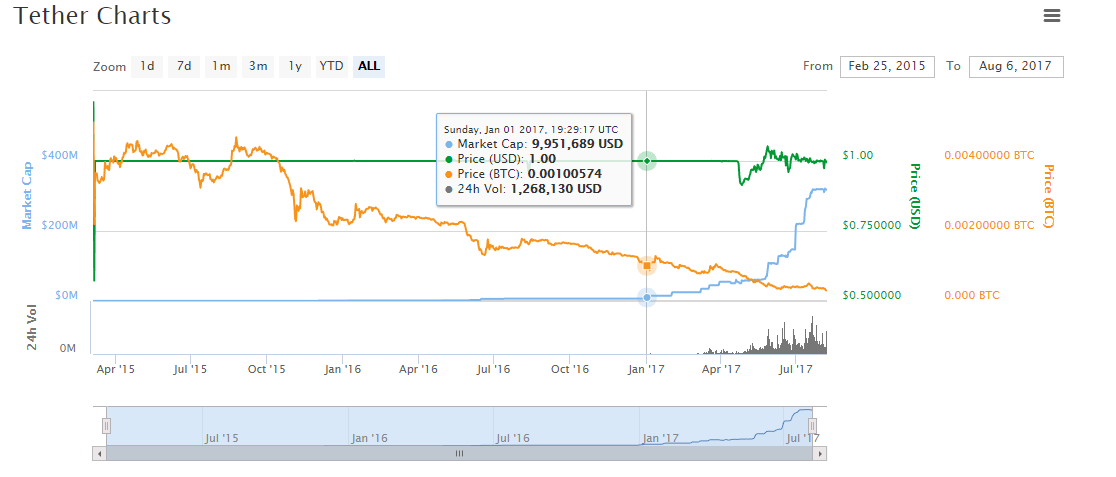 Tether Charts
Zoom 1d 7d 1m 3m 1y YTD ALL
From Feb 25, 2015 To Aug 6, 2017
Sunday, Jan 01 2017, 19:29:17 UTC
Market Cap: 9,951,689 USD
Price (USD): 1.00
Price (BTC): 0.00100574
24h Vol: 1,268,130 USD
Market Cap
$400M
$200M
$0M
24h Vol
0M
$1.00
$0.750000
$0.500000
Price (USD)
0.00400000 BTC
0.00200000 BTC
0.000 BTC
Price (BTC)
Apr '15 Jul '15 Oct '15 Jan '16 Apr '16 Jul '16 Oct '16 Jan '17 Apr '17 Jul '17
Jul '15 Jan '16 Jul '16 Jan '17 Jul '17